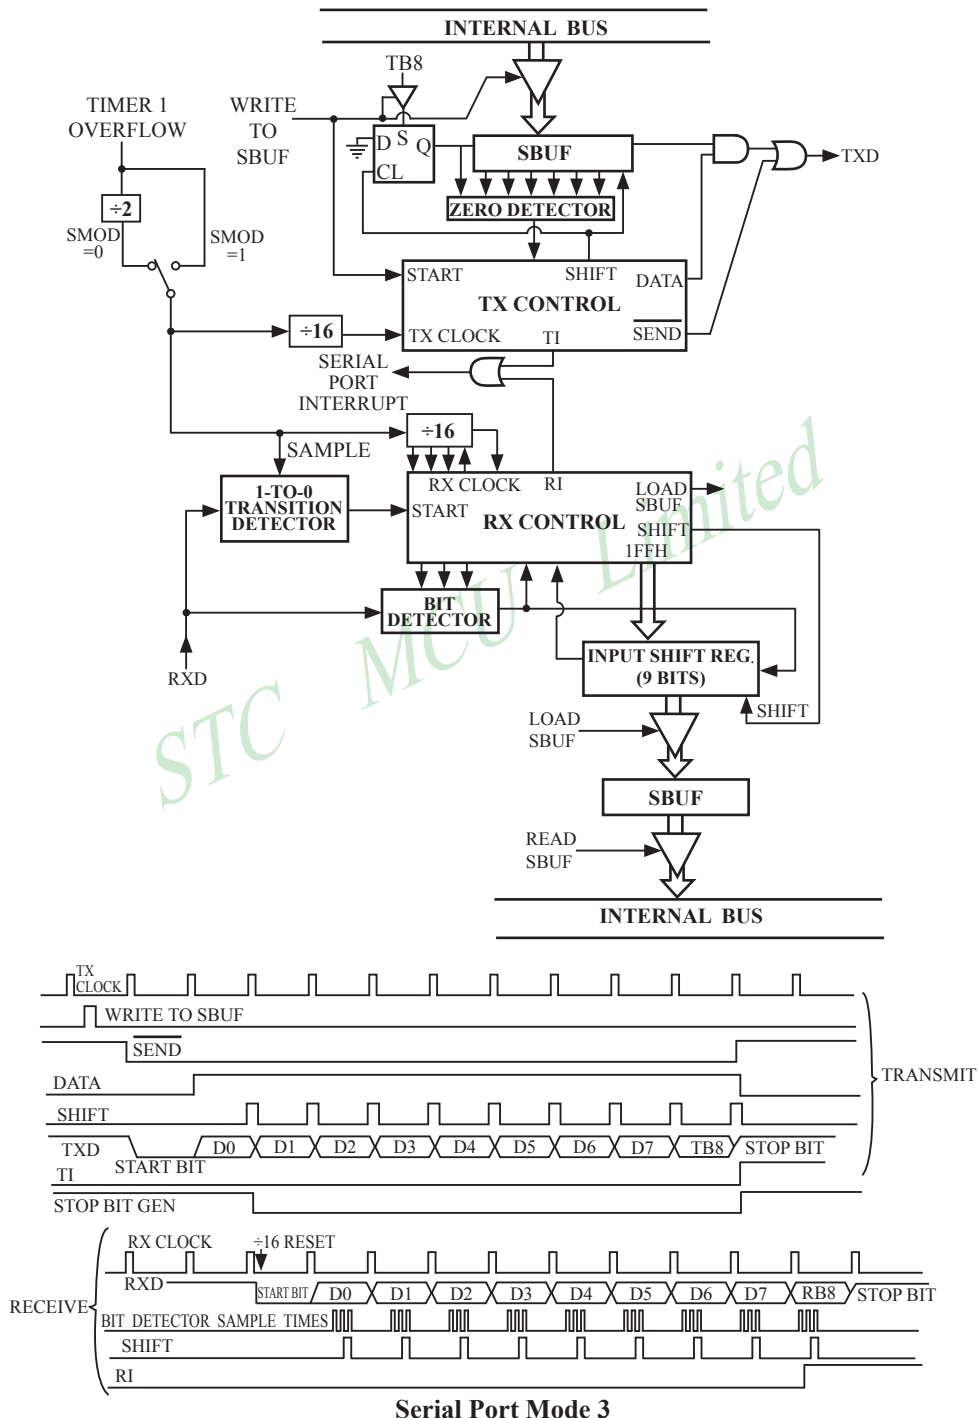 INTERNAL BUS
TB8
TIMER 1
OVERFLOW
WRITE
TO
SBUF
D S Q
CL
SBUF
TXD
÷2
ZERO DETECTOR
SMOD
=0
SMOD
=1
START
SHIFT
DATA
TX CONTROL
÷16
TX CLOCK
TI
SEND
SERIAL
PORT
INTERRUPT
÷16
SAMPLE
RX CLOCK
RI
LOAD
SBUF
1-TO-0
TRANSITION
DETECTOR
START
RX CONTROL
SHIFT
1FFH
BIT
DETECTOR
RXD
INPUT SHIFT REG.
(9 BITS)
SHIFT
LOAD
SBUF
SBUF
READ
SBUF
INTERNAL BUS
STC MCU Limited
TX
CLOCK
WRITE TO SBUF
SEND
DATA
TRANSMIT
SHIFT
TXD START BIT D0 D1 D2 D3 D4 D5 D6 D7 TB8 STOP BIT
TI
STOP BIT GEN
RX CLOCK ÷16 RESET
RXD START BIT D0 D1 D2 D3 D4 D5 D6 D7 RB8 STOP BIT
RECEIVE
BIT DETECTOR SAMPLE TIMES
SHIFT
RI
Serial Port Mode 3